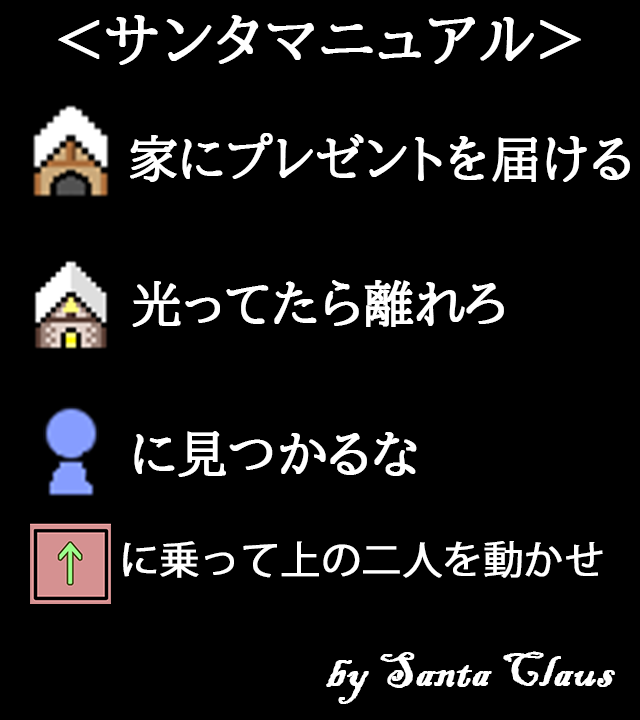 ＜サンタマニュアル＞
家にプレゼントを届ける
光ってたら離れろ
に見つかるな
↑に乗って上の二人を動かせ
by Santa Claus